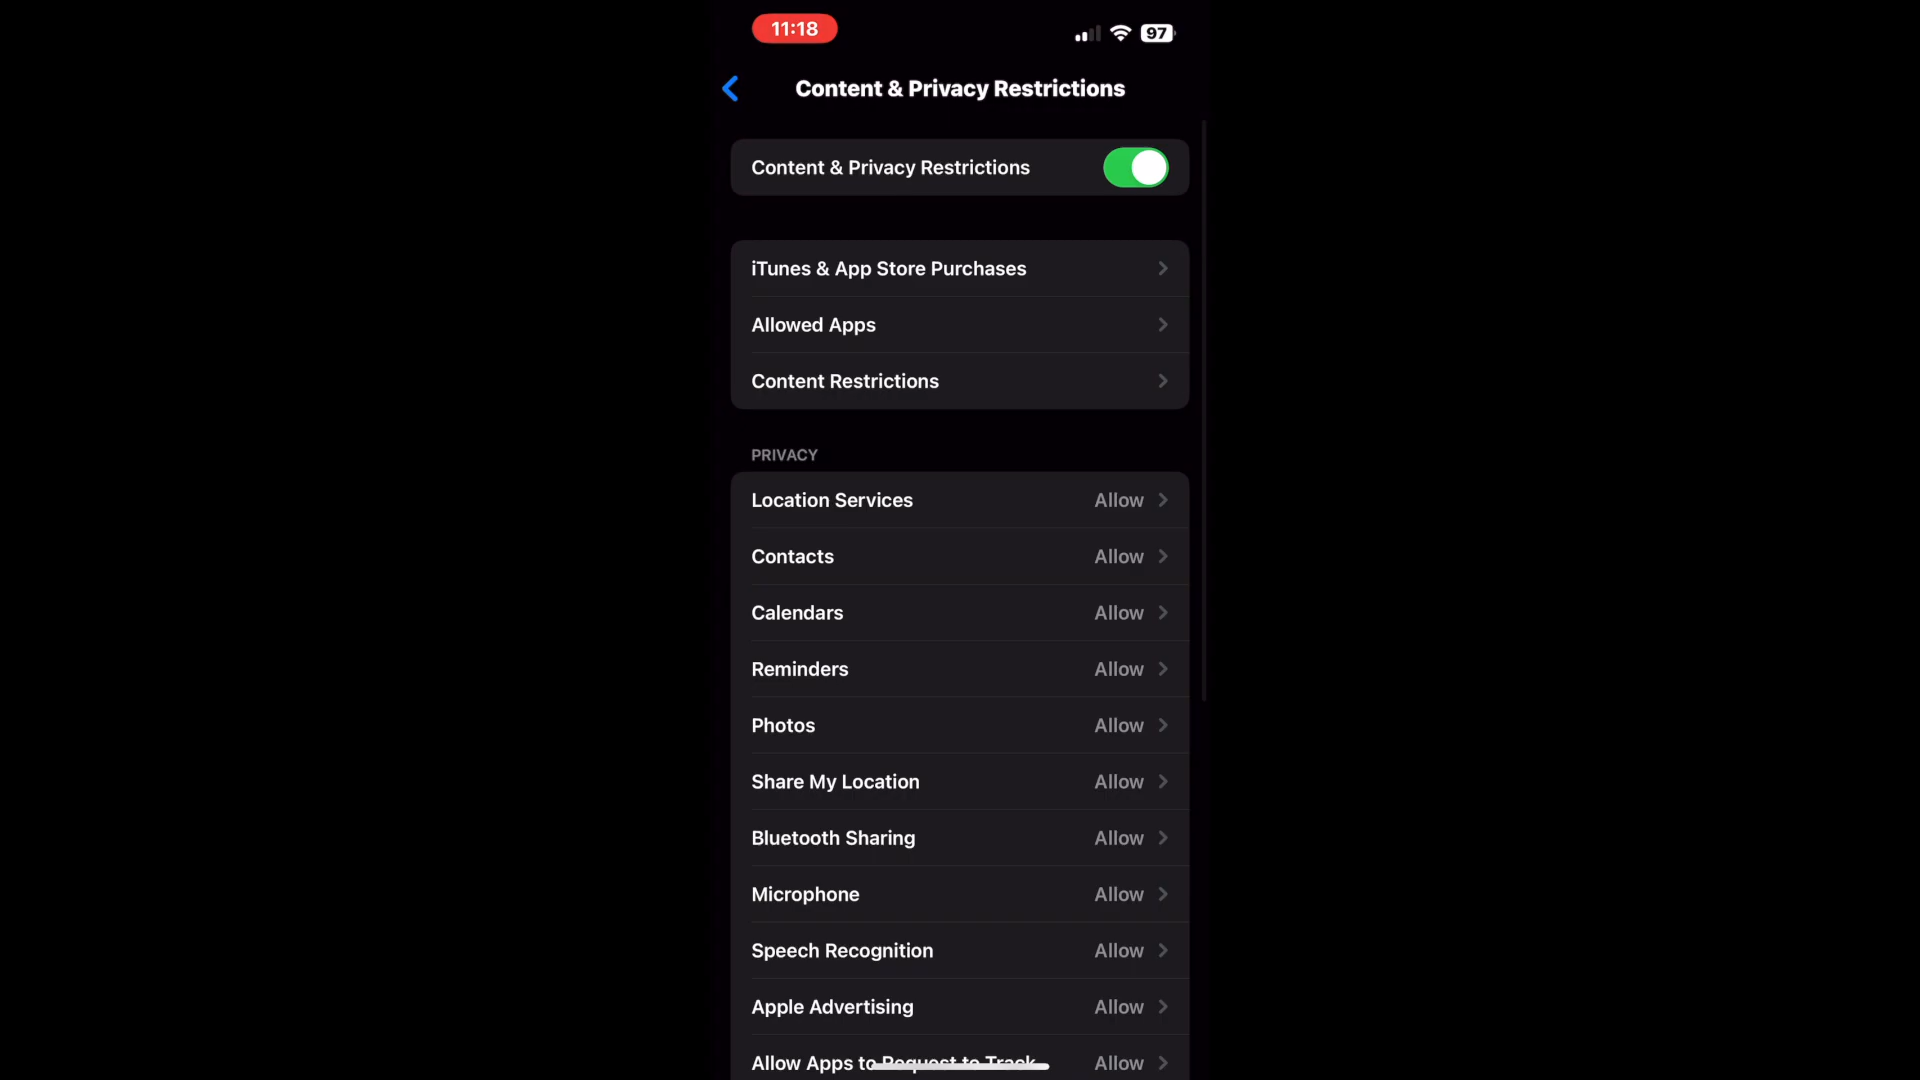 11:18
97
Content & Privacy Restrictions
Content & Privacy Restrictions
iTunes & App Store Purchases
Allowed Apps
Content Restrictions
PRIVACY
Location Services Allow
Contacts Allow
Calendars Allow
Reminders Allow
Photos Allow
Share My Location Allow
Bluetooth Sharing Allow
Microphone Allow
Speech Recognition Allow
Apple Advertising Allow
Allow Apps to Request to Track Allow